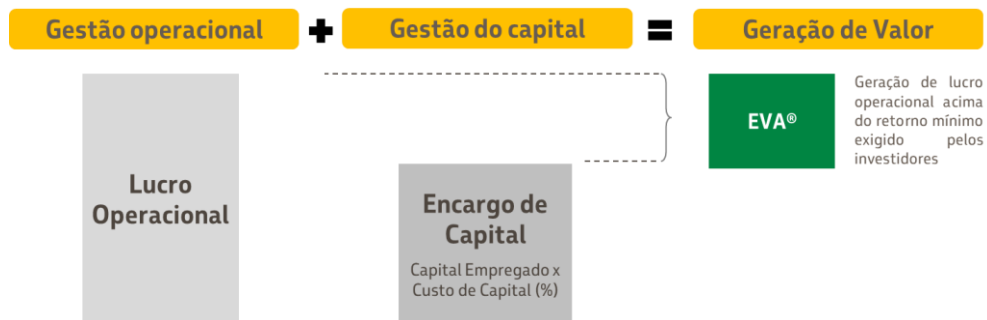 Gestão operacional + Gestão do capital = Geração de Valor
Lucro
Operacional
Encargo de
Capital
Capital Empregado x
Custo de Capital (%)
EVA®
Geração de lucro
operacional acima
do retorno mínimo
exigido pelos
investidores